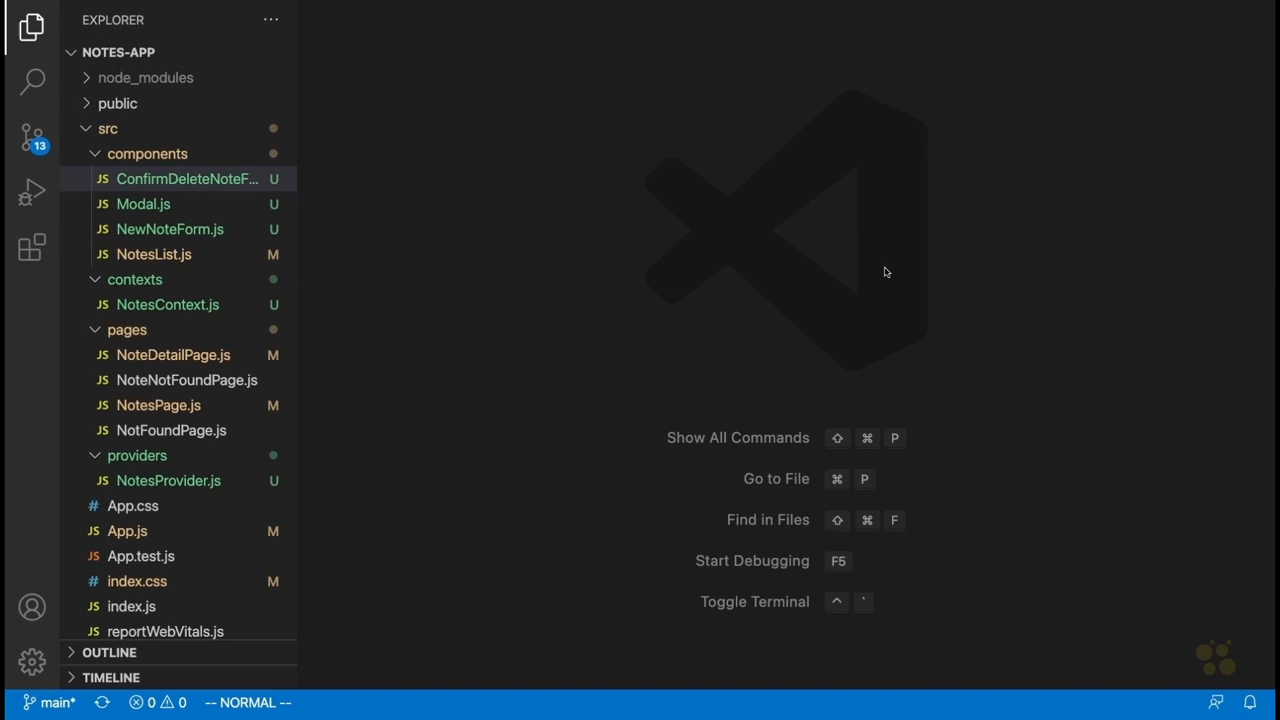 EXPLORER ...
NOTES-APP
node_modules
public
src
components
JS ConfirmDeleteNoteF... U
JS Modal.js U
JS NewNoteForm.js U
JS NotesList.js M
contexts
JS NotesContext.js U
pages
JS NoteDetailPage.js M
JS NoteNotFoundPage.js
JS NotesPage.js M
JS NotFoundPage.js
providers
JS NotesProvider.js U
# App.css
JS App.js M
JS App.test.js
# index.css M
JS index.js
JS reportWebVitals.js
OUTLINE
TIMELINE
13
Show All Commands ⇧ ⌘ P
Go to File ⌘ P
Find in Files ⇧ ⌘ F
Start Debugging F5
Toggle Terminal ^ `
main* 0 0 -- NORMAL --